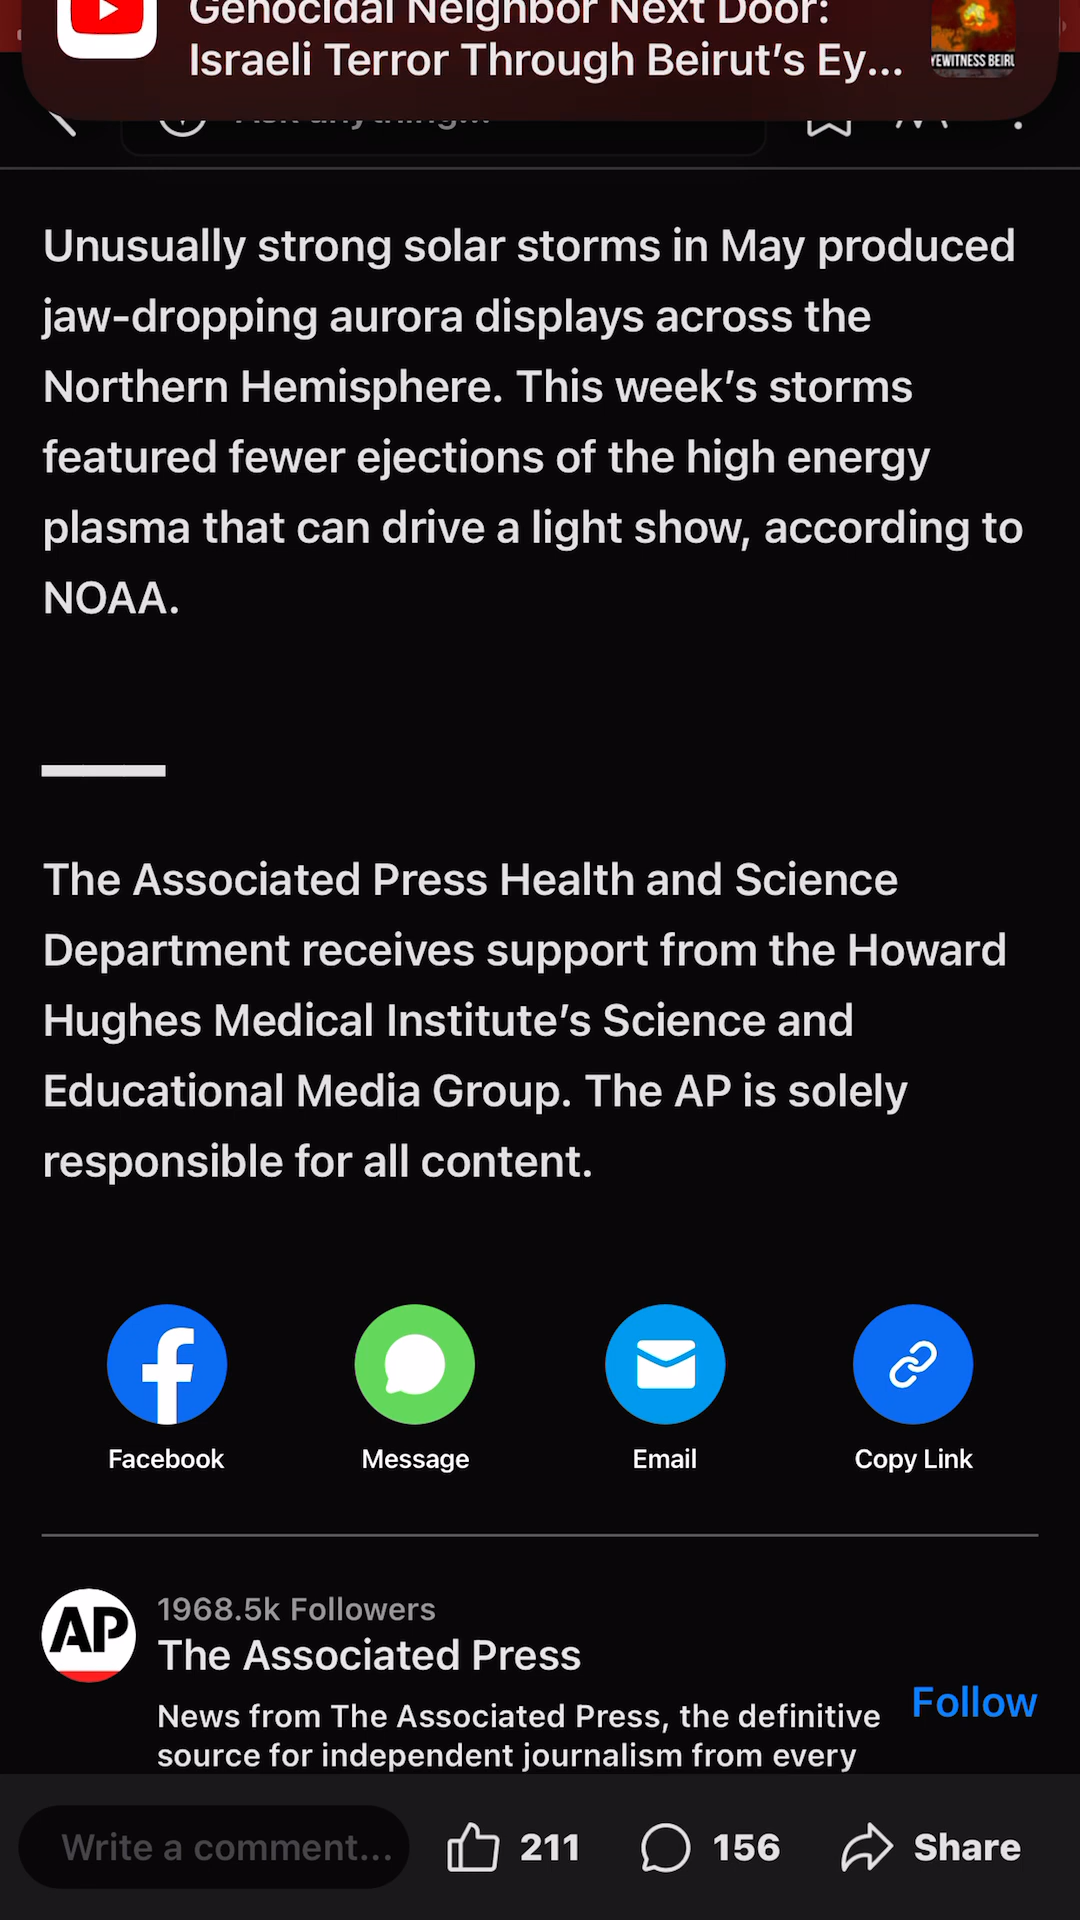 Genocidal Neighbor Next Door:
Israeli Terror Through Beirut’s Ey...
YEWITNESS BEIRU
Ask anything...
Unusually strong solar storms in May produced
jaw-dropping aurora displays across the
Northern Hemisphere. This week’s storms
featured fewer ejections of the high energy
plasma that can drive a light show, according to
NOAA.
The Associated Press Health and Science
Department receives support from the Howard
Hughes Medical Institute’s Science and
Educational Media Group. The AP is solely
responsible for all content.
Facebook
Message
Email
Copy Link
AP
1968.5k Followers
The Associated Press
News from The Associated Press, the definitive
source for independent journalism from every
Follow
Write a comment...
211
156
Share